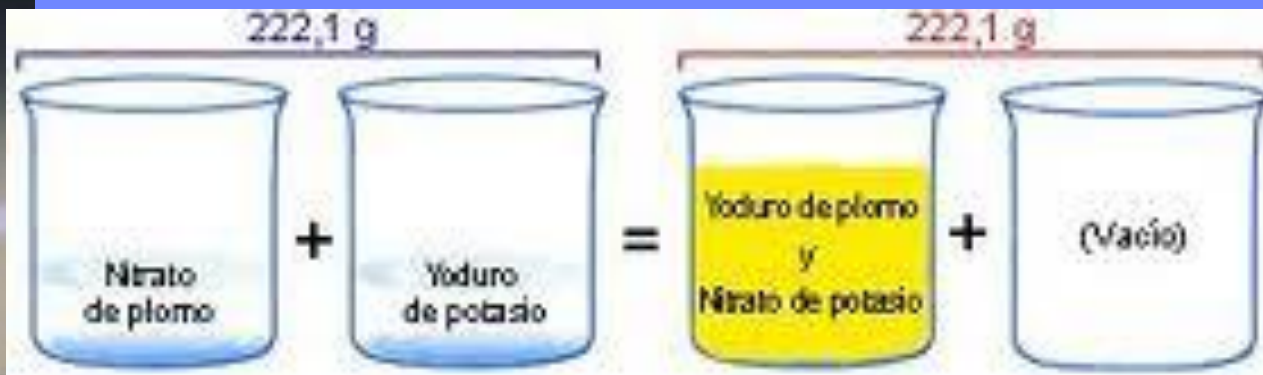 222,1 g
222,1 g
Nitrato
de plomo
+
Yoduro
de potasio
=
Yoduro de plomo
y
Nitrato de potasio
+
(Vacío)